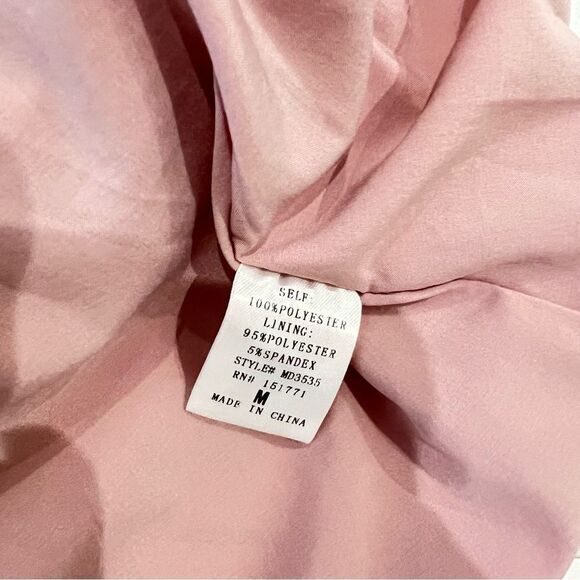 SELF:
100%POLYESTER
LINING:
95%POLYESTER
5%SPANDEX
STYLE# MD3535
RN# 151771
M
MADE IN CHINA